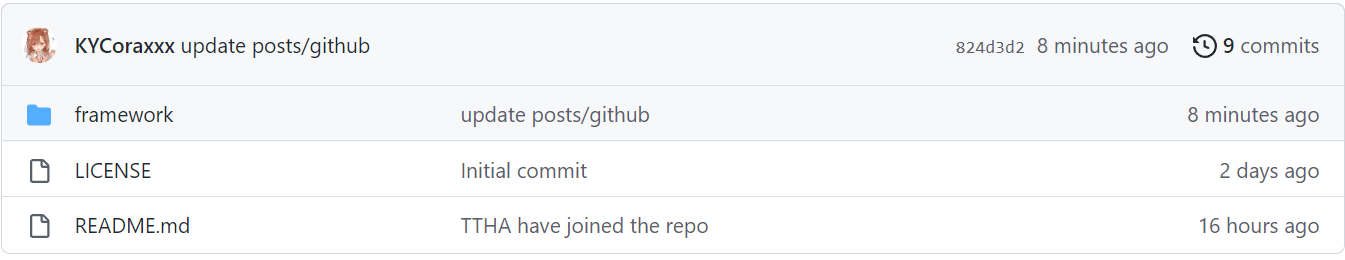 KYCoraxxx update posts/github 824d3d2 8 minutes ago 9 commits
framework update posts/github 8 minutes ago
LICENSE Initial commit 2 days ago
README.md TTHA have joined the repo 16 hours ago